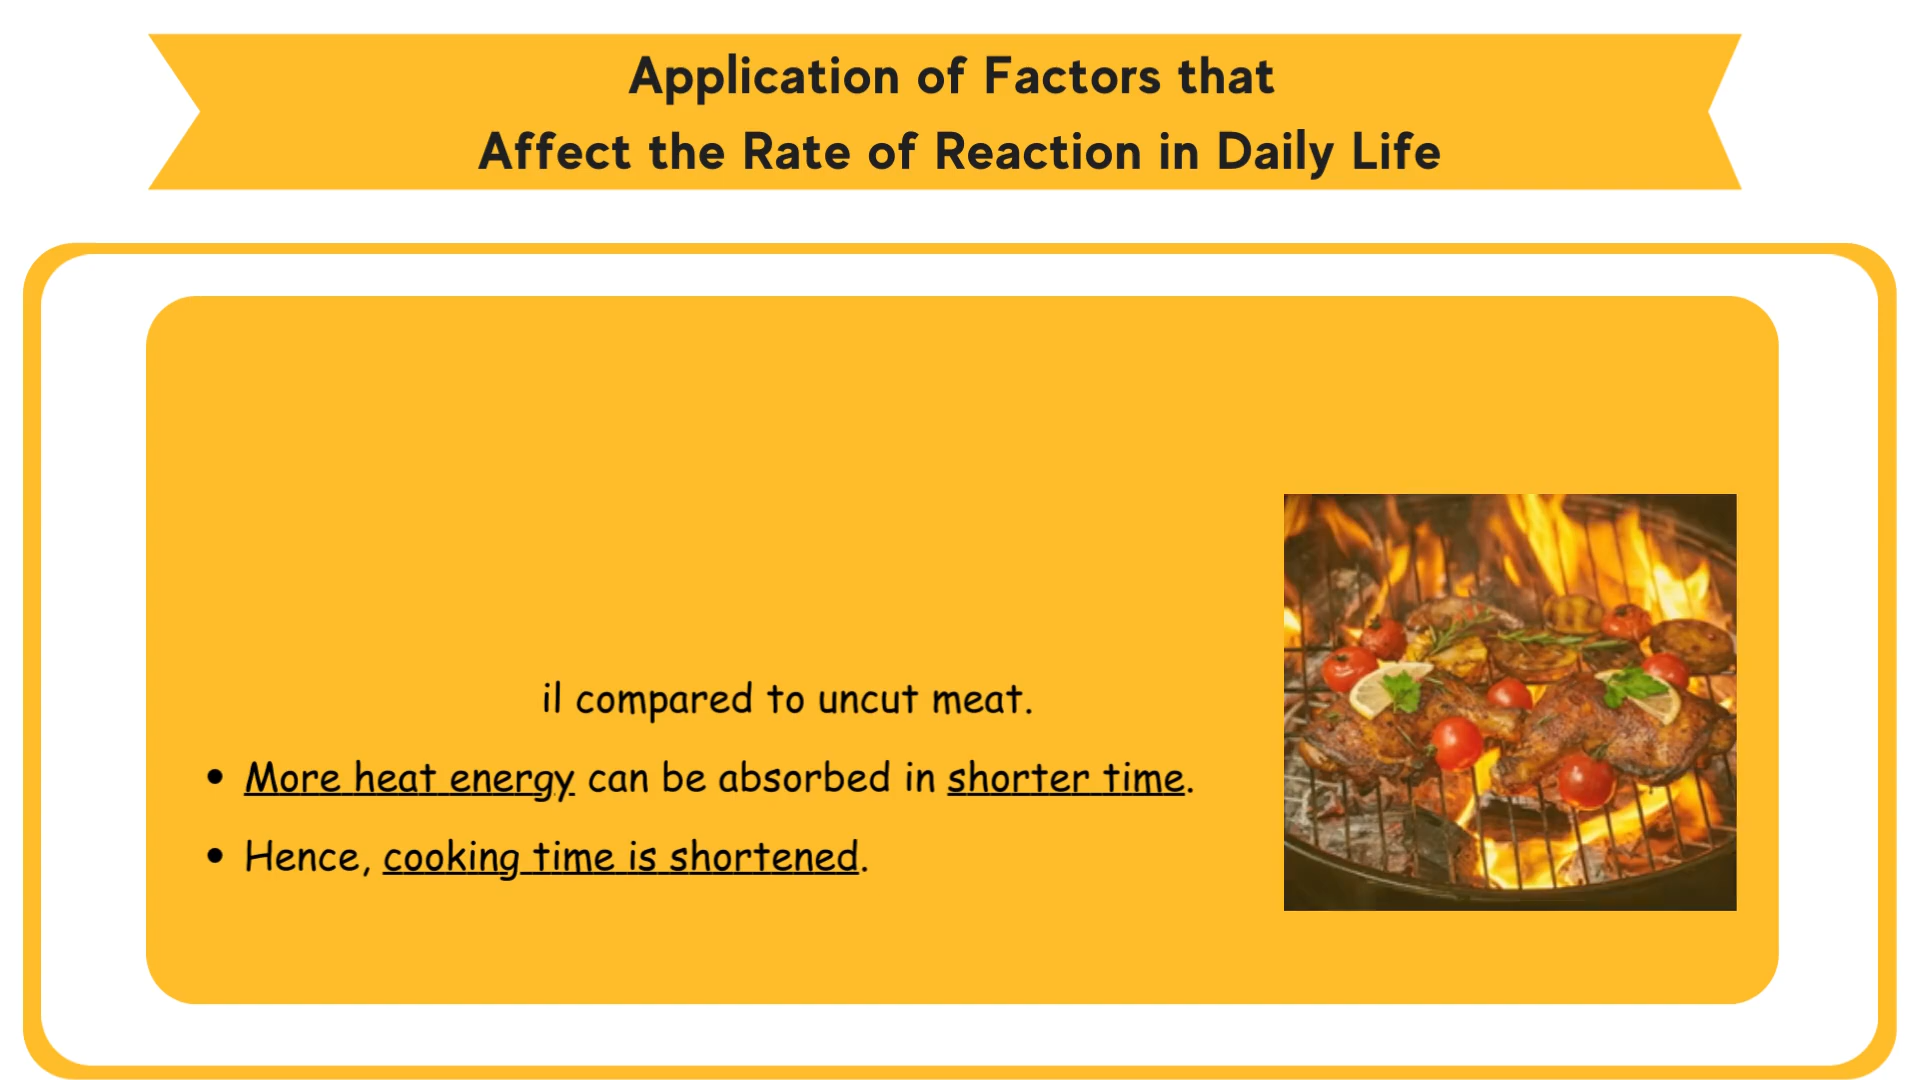 Application of Factors that
Affect the Rate of Reaction in Daily Life
il compared to uncut meat.
• More heat energy can be absorbed in shorter time.
• Hence, cooking time is shortened.